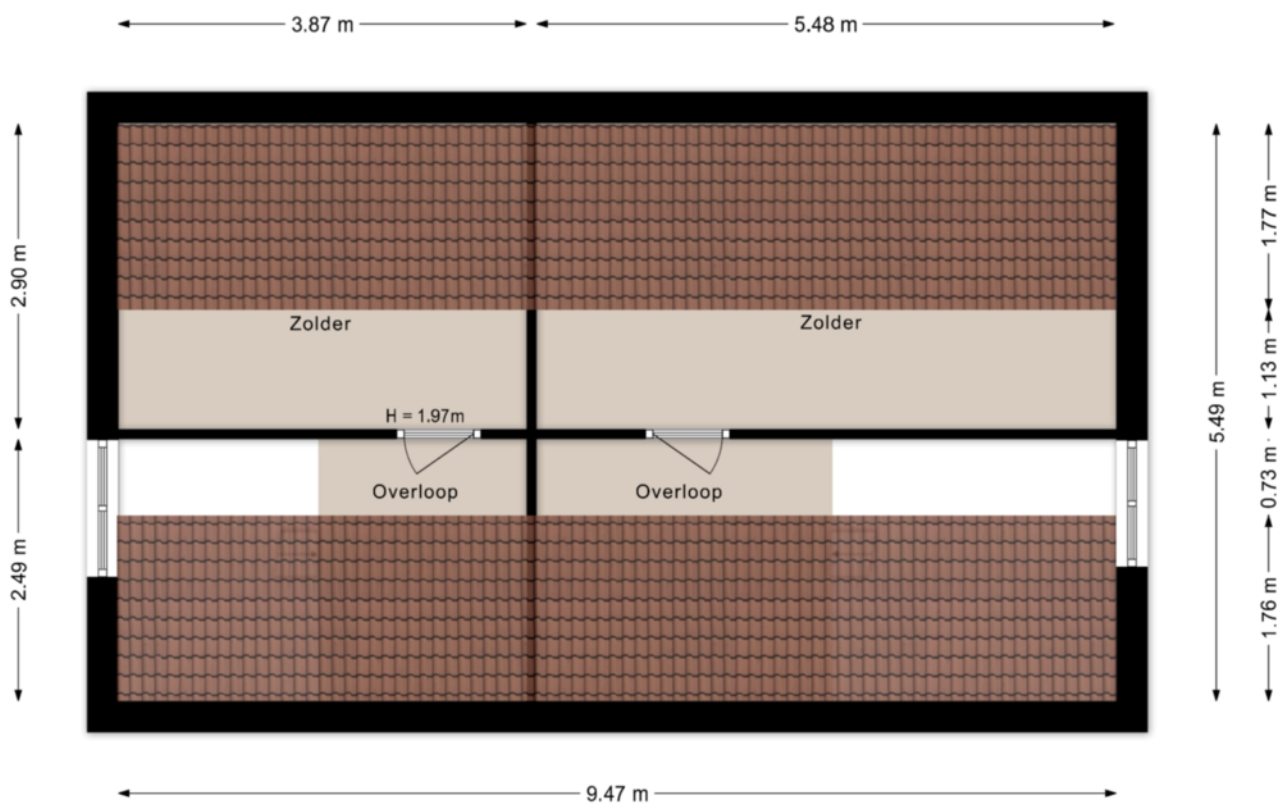 3.87 m
5.48 m
2.90 m
2.49 m
Zolder
Zolder
H = 1.97m
Overloop
Overloop
5.49 m
1.77 m
1.13 m
0.73 m
1.76 m
9.47 m